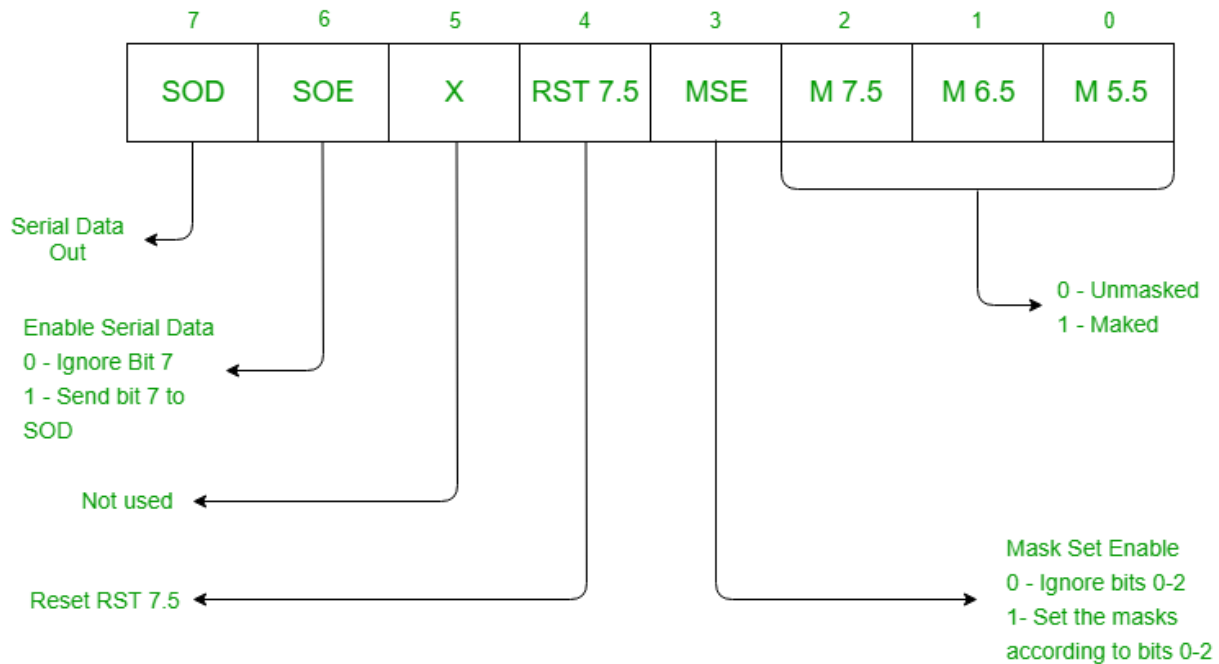 7 6 5 4 3 2 1 0
SOD SOE X RST 7.5 MSE M 7.5 M 6.5 M 5.5
Serial Data
Out
0 - Unmasked
1 - Maked
Enable Serial Data
0 - Ignore Bit 7
1 - Send bit 7 to
SOD
Not used
Reset RST 7.5
Mask Set Enable
0 - Ignore bits 0-2
1- Set the masks
according to bits 0-2